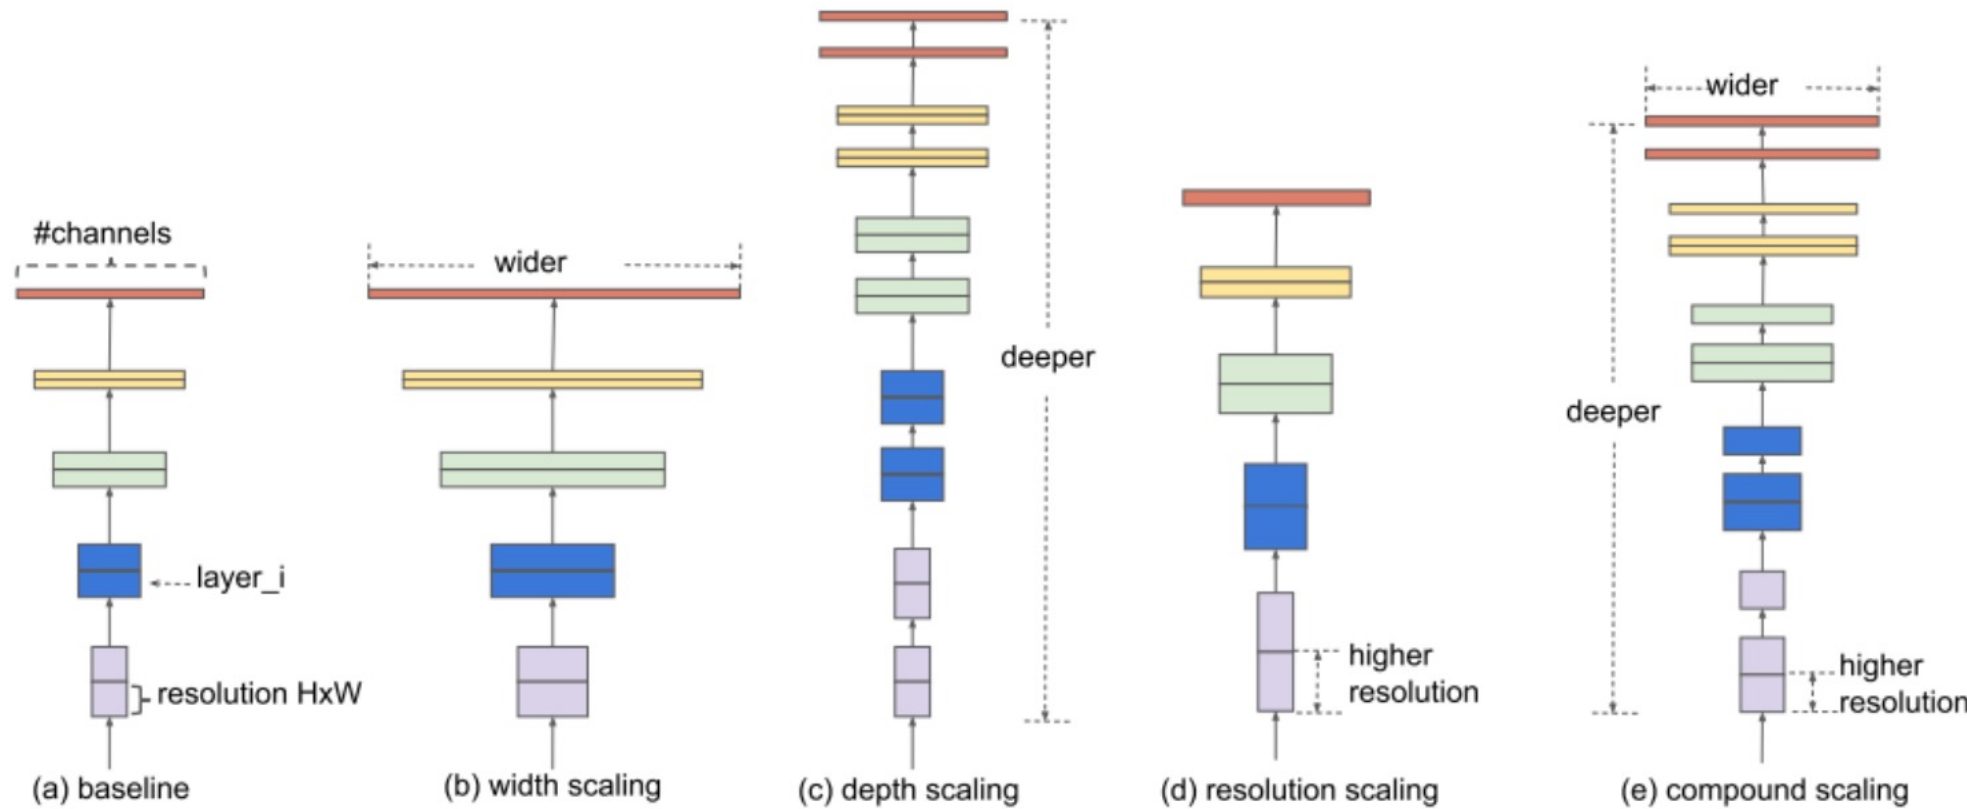 #channels
layer_i
resolution HxW
(a) baseline
wider
(b) width scaling
deeper
(c) depth scaling
higher
resolution
(d) resolution scaling
wider
deeper
higher
resolution
(e) compound scaling